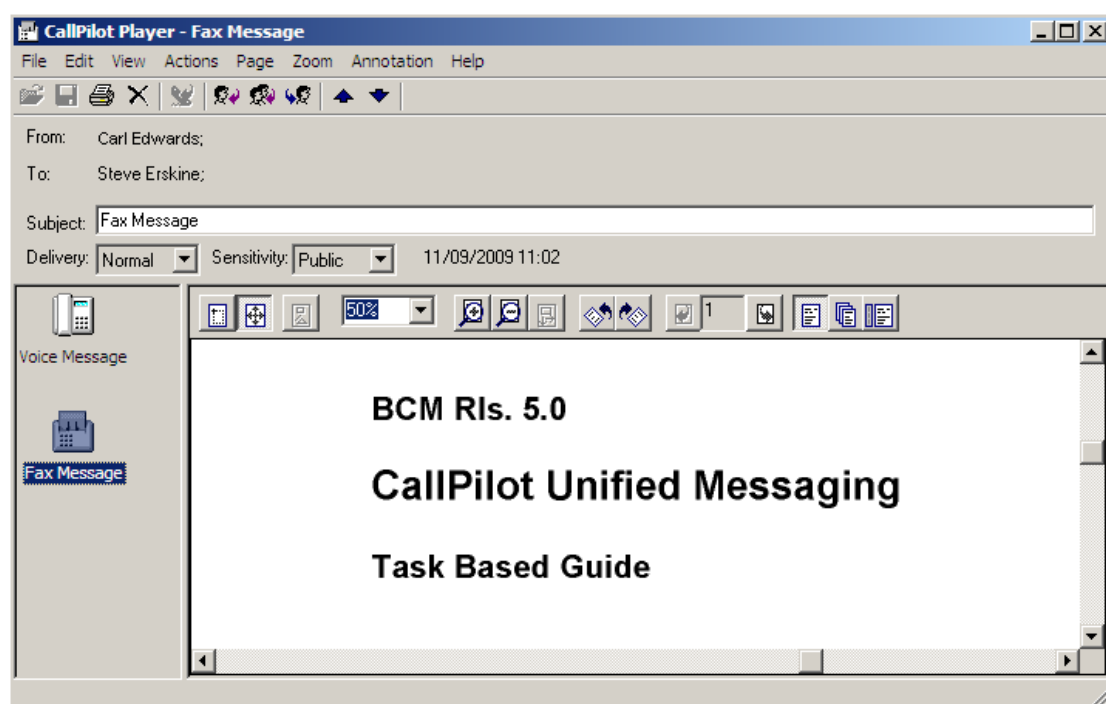 CallPilot Player - Fax Message
File Edit View Actions Page Zoom Annotation Help
From: Carl Edwards;
To: Steve Erskine;
Subject: Fax Message
Delivery: Normal Sensitivity: Public 11/09/2009 11:02
50% 1
Voice Message
Fax Message
BCM Rls. 5.0
CallPilot Unified Messaging
Task Based Guide